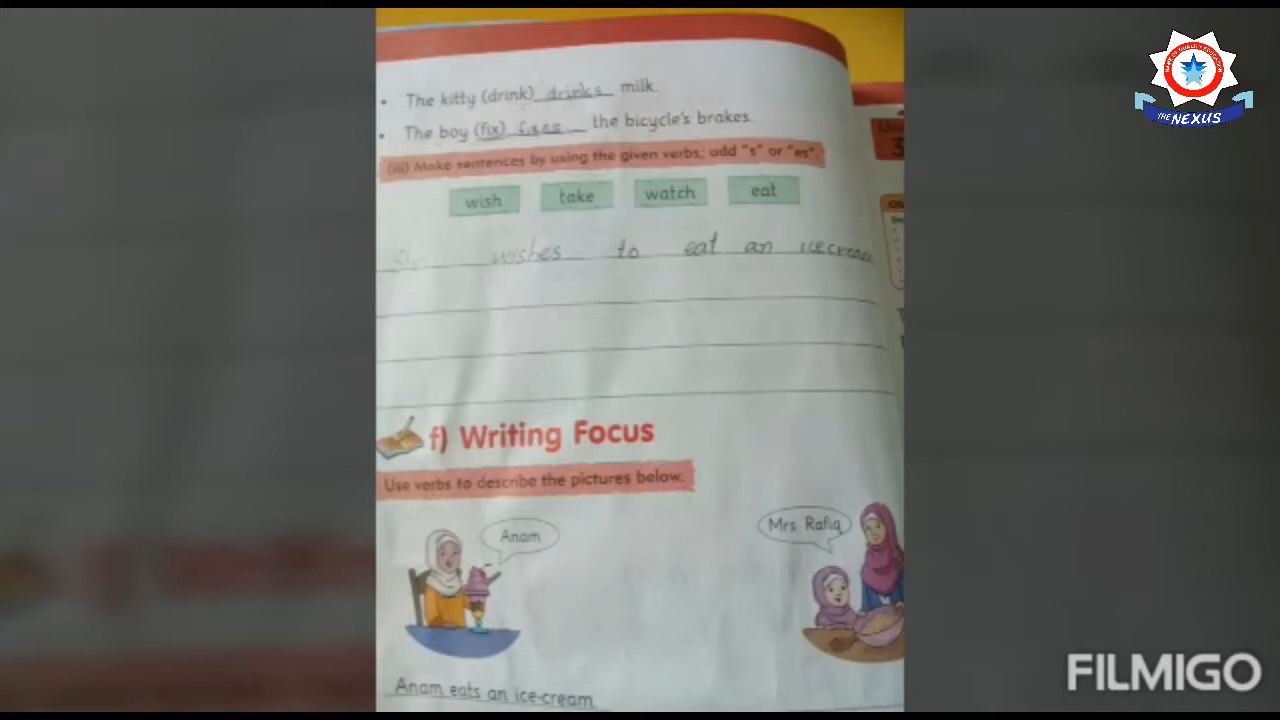 • The kitty (drink) drinks milk.
• The boy (fix) fixes the bicycle's brakes.
(iii) Make sentences by using the given verbs; add "s" or "es".
wish take watch eat
wishes to eat an icecream
f) Writing Focus
Use verbs to describe the pictures below.
Anam
Mrs. Rafiq
Anam eats an ice-cream
THE NEXUS
FILMIGO